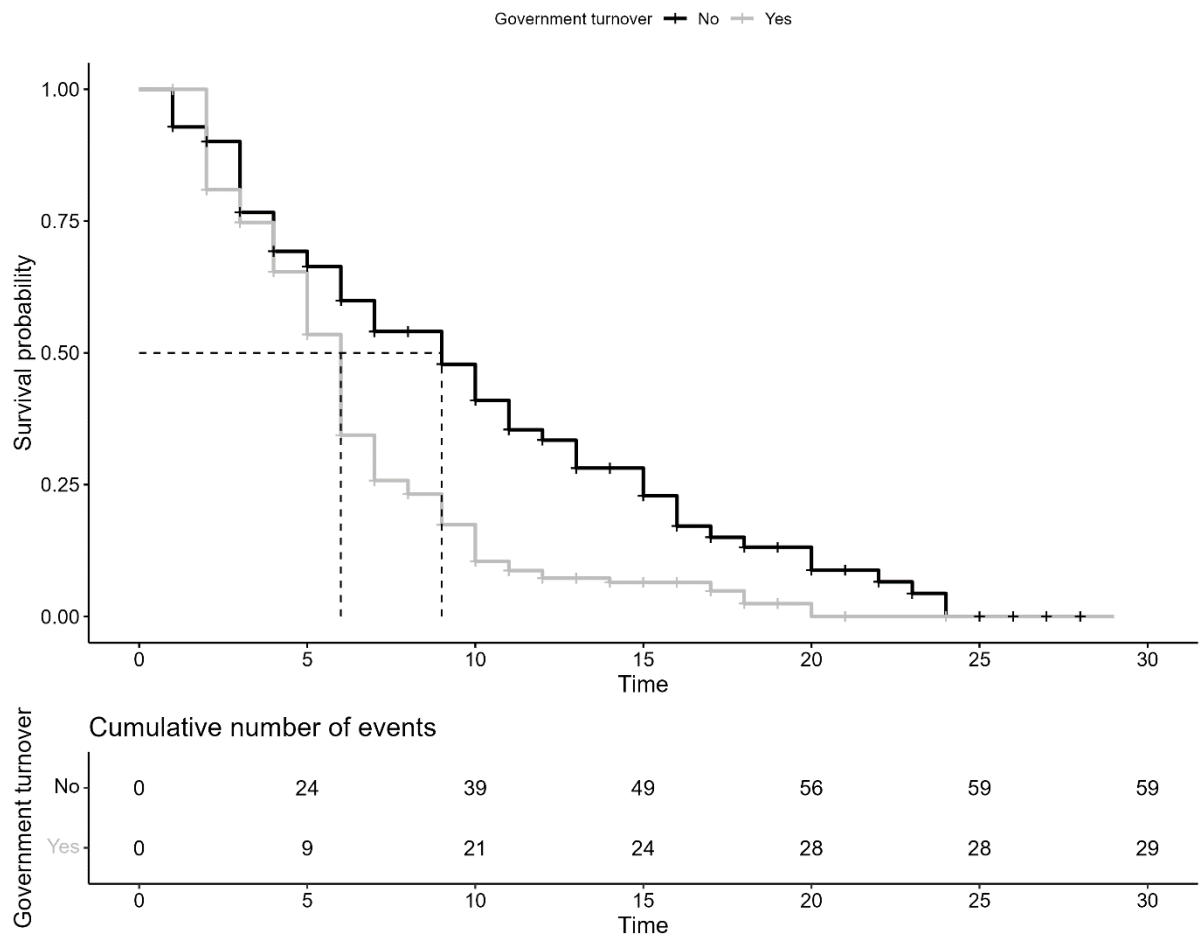 Government turnover No Yes
Survival probability
1.00
0.75
0.50
0.25
0.00
0 5 10 15 20 25 30
Time
Cumulative number of events
Government turnover
No 0 24 39 49 56 59 59
Yes 0 9 21 24 28 28 29
0 5 10 15 20 25 30
Time